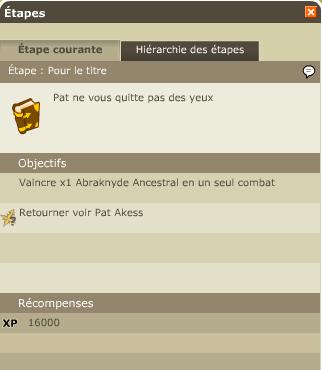 Étapes
Étape courante
Hiérarchie des étapes
Étape : Pour le titre
Pat ne vous quitte pas des yeux
Objectifs
Vaincre x1 Abraknyde Ancestral en un seul combat
Retourner voir Pat Akess
Récompenses
XP 16000